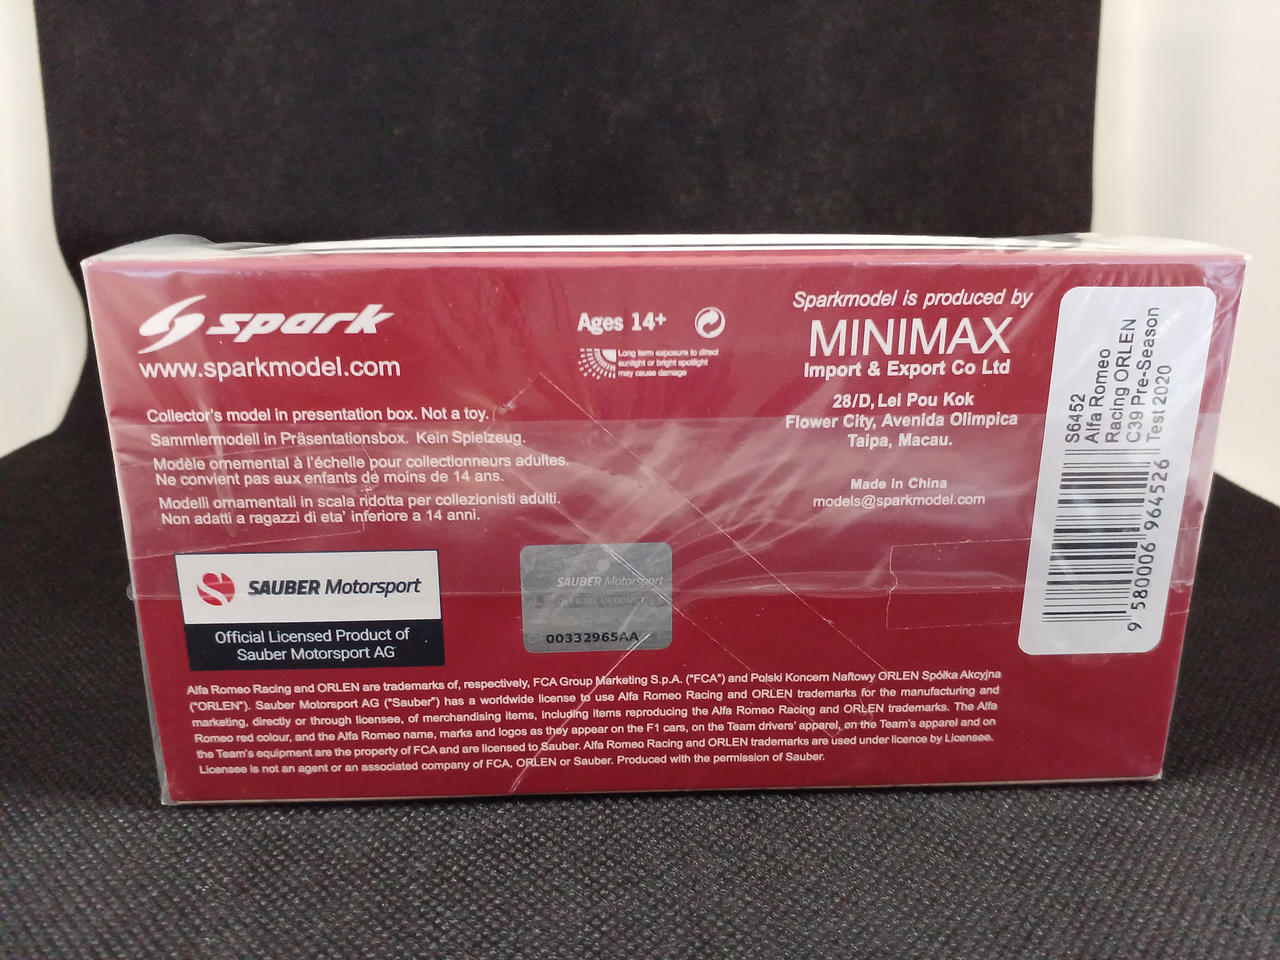 spark
www.sparkmodel.com
Collector's model in presentation box. Not a toy.
Sammlermodell in Präsentationsbox. Kein Spielzeug.
Modèle ornemental à l'échelle pour collectionneurs adultes.
Ne convient pas aux enfants de moins de 14 ans.
Modelli ornamentali in scala ridotta per collezionisti adulti.
Non adatti a ragazzi di eta' inferiore a 14 anni.
Ages 14+
Long term exposure to direct
sunlight or bright spotlight
may cause damage
Sparkmodel is produced by
MINIMAX
Import & Export Co Ltd
28/D, Lei Pou Kok
Flower City, Avenida Olimpica
Taipa, Macau.
Made in China
models@sparkmodel.com
S6452
Alfa Romeo
Racing ORLEN
C39 Pre-Season
Test 2020
9 580006 964526
SAUBER Motorsport
Official Licensed Product of
Sauber Motorsport AG
SAUBER Motorsport
OFFICIAL PRODUCT
00332965AA
Alfa Romeo Racing and ORLEN are trademarks of, respectively, FCA Group Marketing S.p.A. ("FCA") and Polski Koncern Naftowy ORLEN Spółka Akcyjna
("ORLEN"). Sauber Motorsport AG ("Sauber") has a worldwide license to use Alfa Romeo Racing and ORLEN trademarks for the manufacturing and
marketing, directly or through licensee, of merchandising items, including items reproducing the Alfa Romeo Racing and ORLEN trademarks. The Alfa
Romeo red colour, and the Alfa Romeo name, marks and logos as they appear on the F1 cars, on the Team drivers' apparel, on the Team's apparel and on
the Team's equipment are the property of FCA and are licensed to Sauber. Alfa Romeo Racing and ORLEN trademarks are used under licence by Licensee.
Licensee is not an agent or an associated company of FCA, ORLEN or Sauber. Produced with the permission of Sauber.